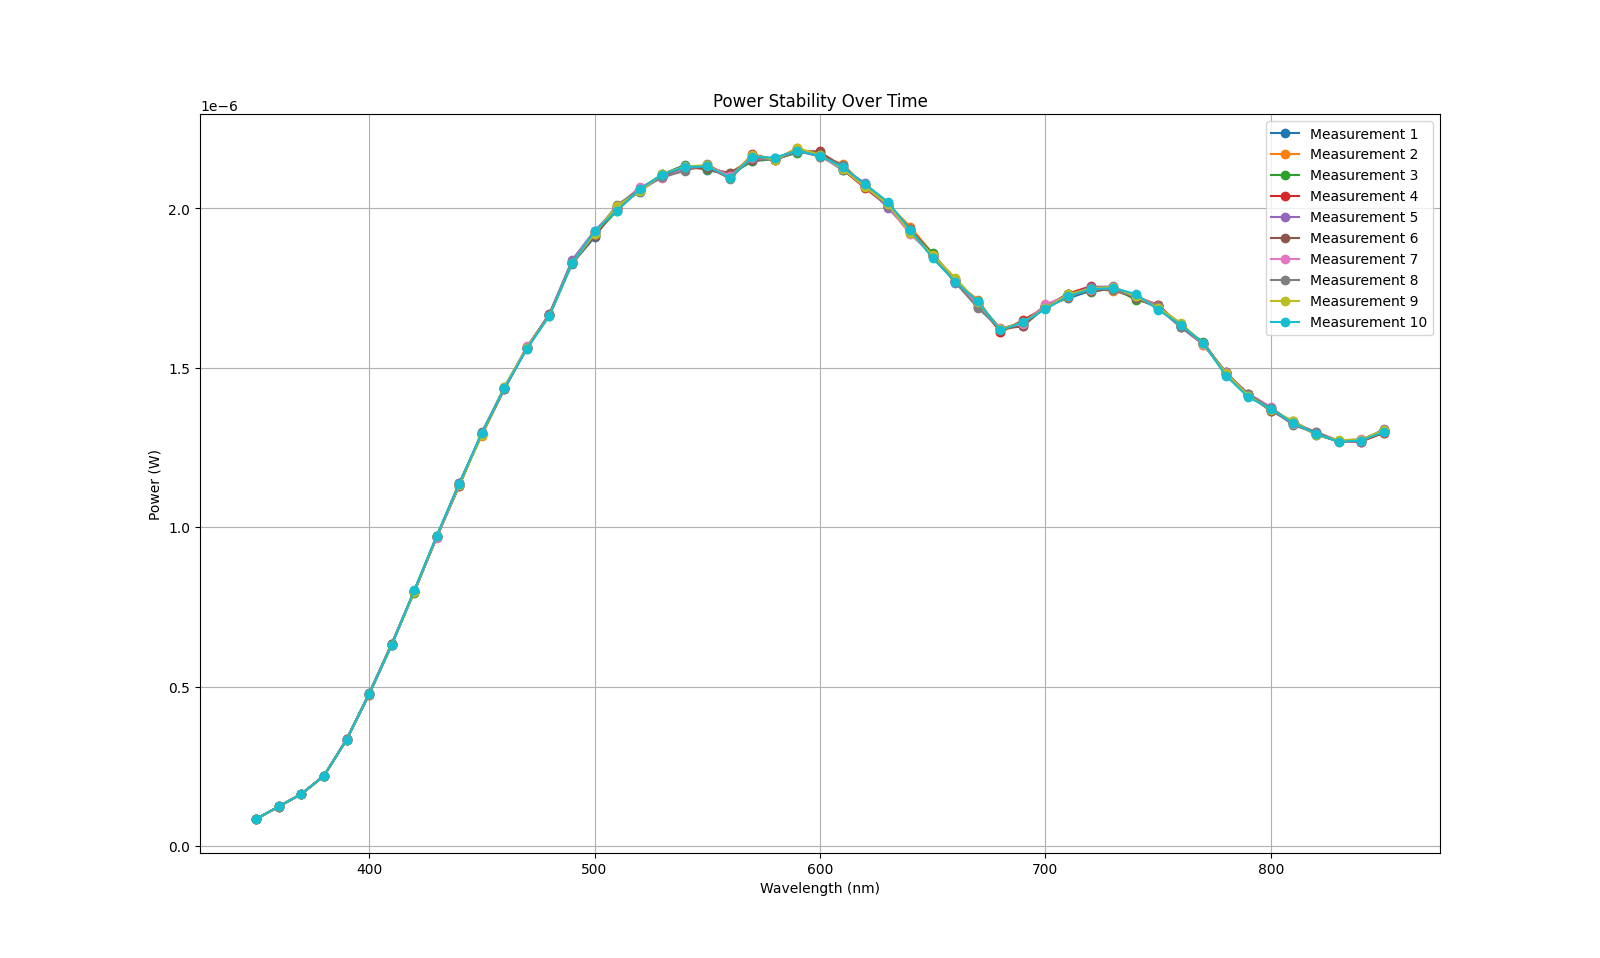 Power Stability Over Time
1e−6
2.0
1.5
1.0
0.5
0.0
Power (W)
400
500
600
700
800
Wavelength (nm)
Measurement 1
Measurement 2
Measurement 3
Measurement 4
Measurement 5
Measurement 6
Measurement 7
Measurement 8
Measurement 9
Measurement 10